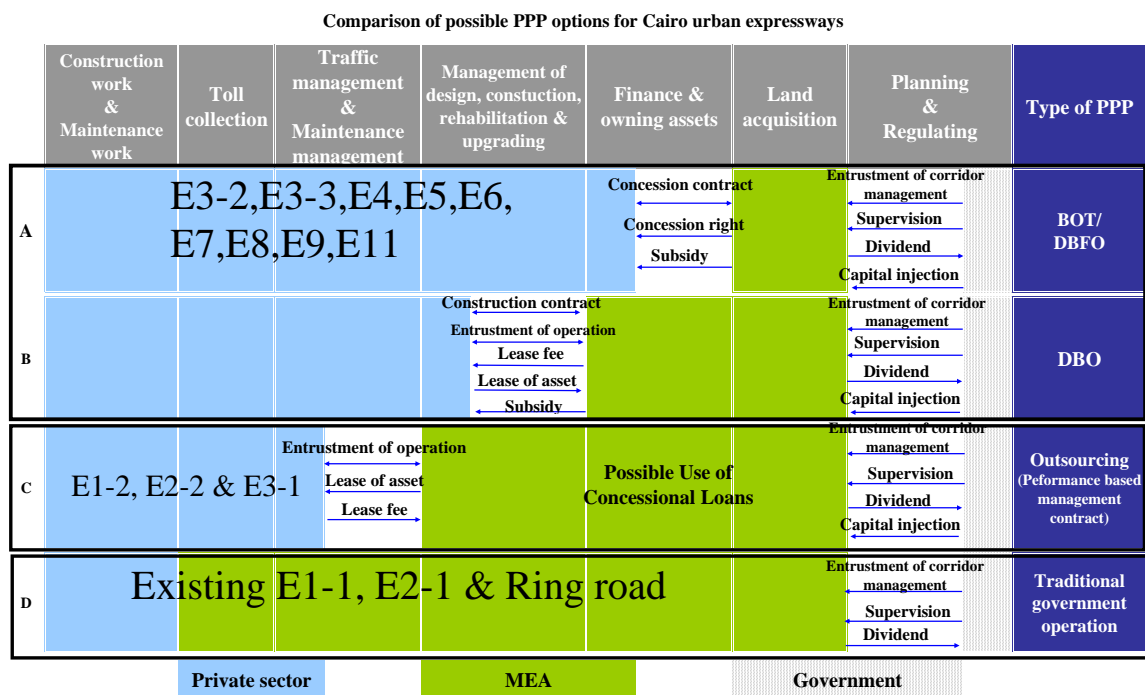 Comparison of possible PPP options for Cairo urban expressways
Construction
work
&
Maintenance
work
Toll
collection
Traffic
management
&
Maintenance
management
Management of
design, constuction,
rehabilitation &
upgrading
Finance &
owning assets
Land
acquisition
Planning
&
Regulating
Type of PPP
A
E3-2,E3-3,E4,E5,E6,
E7,E8,E9,E11
Concession contract
Concession right
Subsidy
Entrustment of corridor
management
Supervision
Dividend
Capital injection
BOT/
DBFO
B
Construction contract
Entrustment of operation
Lease fee
Lease of asset
Subsidy
Entrustment of corridor
management
Supervision
Dividend
Capital injection
DBO
C
E1-2, E2-2 & E3-1
Entrustment of operation
Lease of asset
Lease fee
Possible Use of
Concessional Loans
Entrustment of corridor
management
Supervision
Dividend
Capital injection
Outsourcing
(Peformance based
management
contract)
D
Existing E1-1, E2-1 & Ring road
Entrustment of corridor
management
Supervision
Dividend
Traditional
government
operation
Private sector
MEA
Government